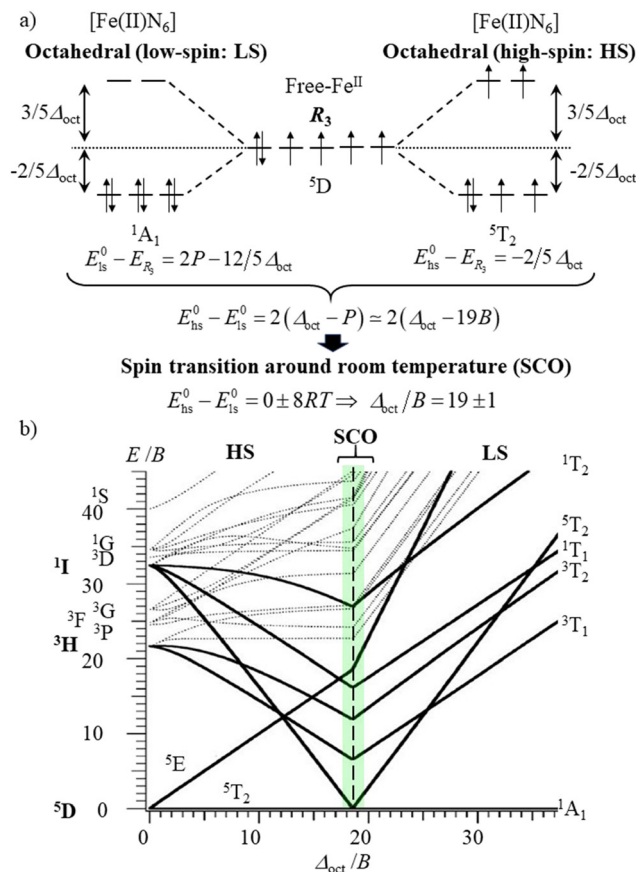 a)
[Fe(II)N₆]
[Fe(II)N₆]
Octahedral (low-spin: LS)
Octahedral (high-spin: HS)
Free-Fe^II
R₃
3/5Δoct
3/5Δoct
-2/5Δoct
-2/5Δoct
⁵D
¹A₁
⁵T₂
E⁰ls − E_R₃ = 2P − 12/5 Δoct
E⁰hs − E_R₃ = −2/5 Δoct
E⁰hs − E⁰ls = 2(Δoct − P) ≃ 2(Δoct − 19B)
Spin transition around room temperature (SCO)
E⁰hs − E⁰ls = 0 ± 8RT ⇒ Δoct/B = 19 ± 1
b)
E/B
HS
SCO
LS
¹T₂
¹S
40
⁵T₂
¹G
³D
¹T₁
¹I
30
³T₂
³F
³G
³P
³T₁
³H
20
10
⁵E
⁵T₂
⁵D
0
¹A₁
0
10
20
30
Δoct/B